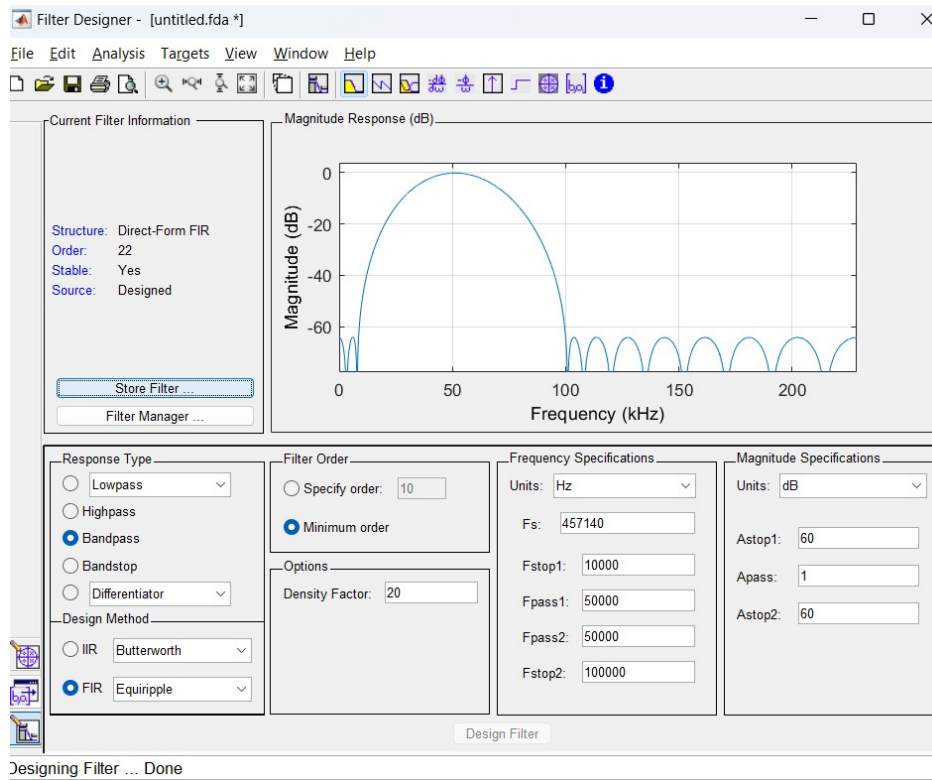 Filter Designer - [untitled.fda *]
File Edit Analysis Targets View Window Help
Current Filter Information
Structure: Direct-Form FIR
Order: 22
Stable: Yes
Source: Designed
Store Filter ...
Filter Manager ...
Magnitude Response (dB)
Magnitude (dB)
0
-20
-40
-60
0 50 100 150 200
Frequency (kHz)
Response Type
Lowpass
Highpass
Bandpass
Bandstop
Differentiator
Design Method
IIR Butterworth
FIR Equiripple
Filter Order
Specify order: 10
Minimum order
Options
Density Factor: 20
Frequency Specifications
Units: Hz
Fs: 457140
Fstop1: 10000
Fpass1: 50000
Fpass2: 50000
Fstop2: 100000
Magnitude Specifications
Units: dB
Astop1: 60
Apass: 1
Astop2: 60
Design Filter
Designing Filter ... Done